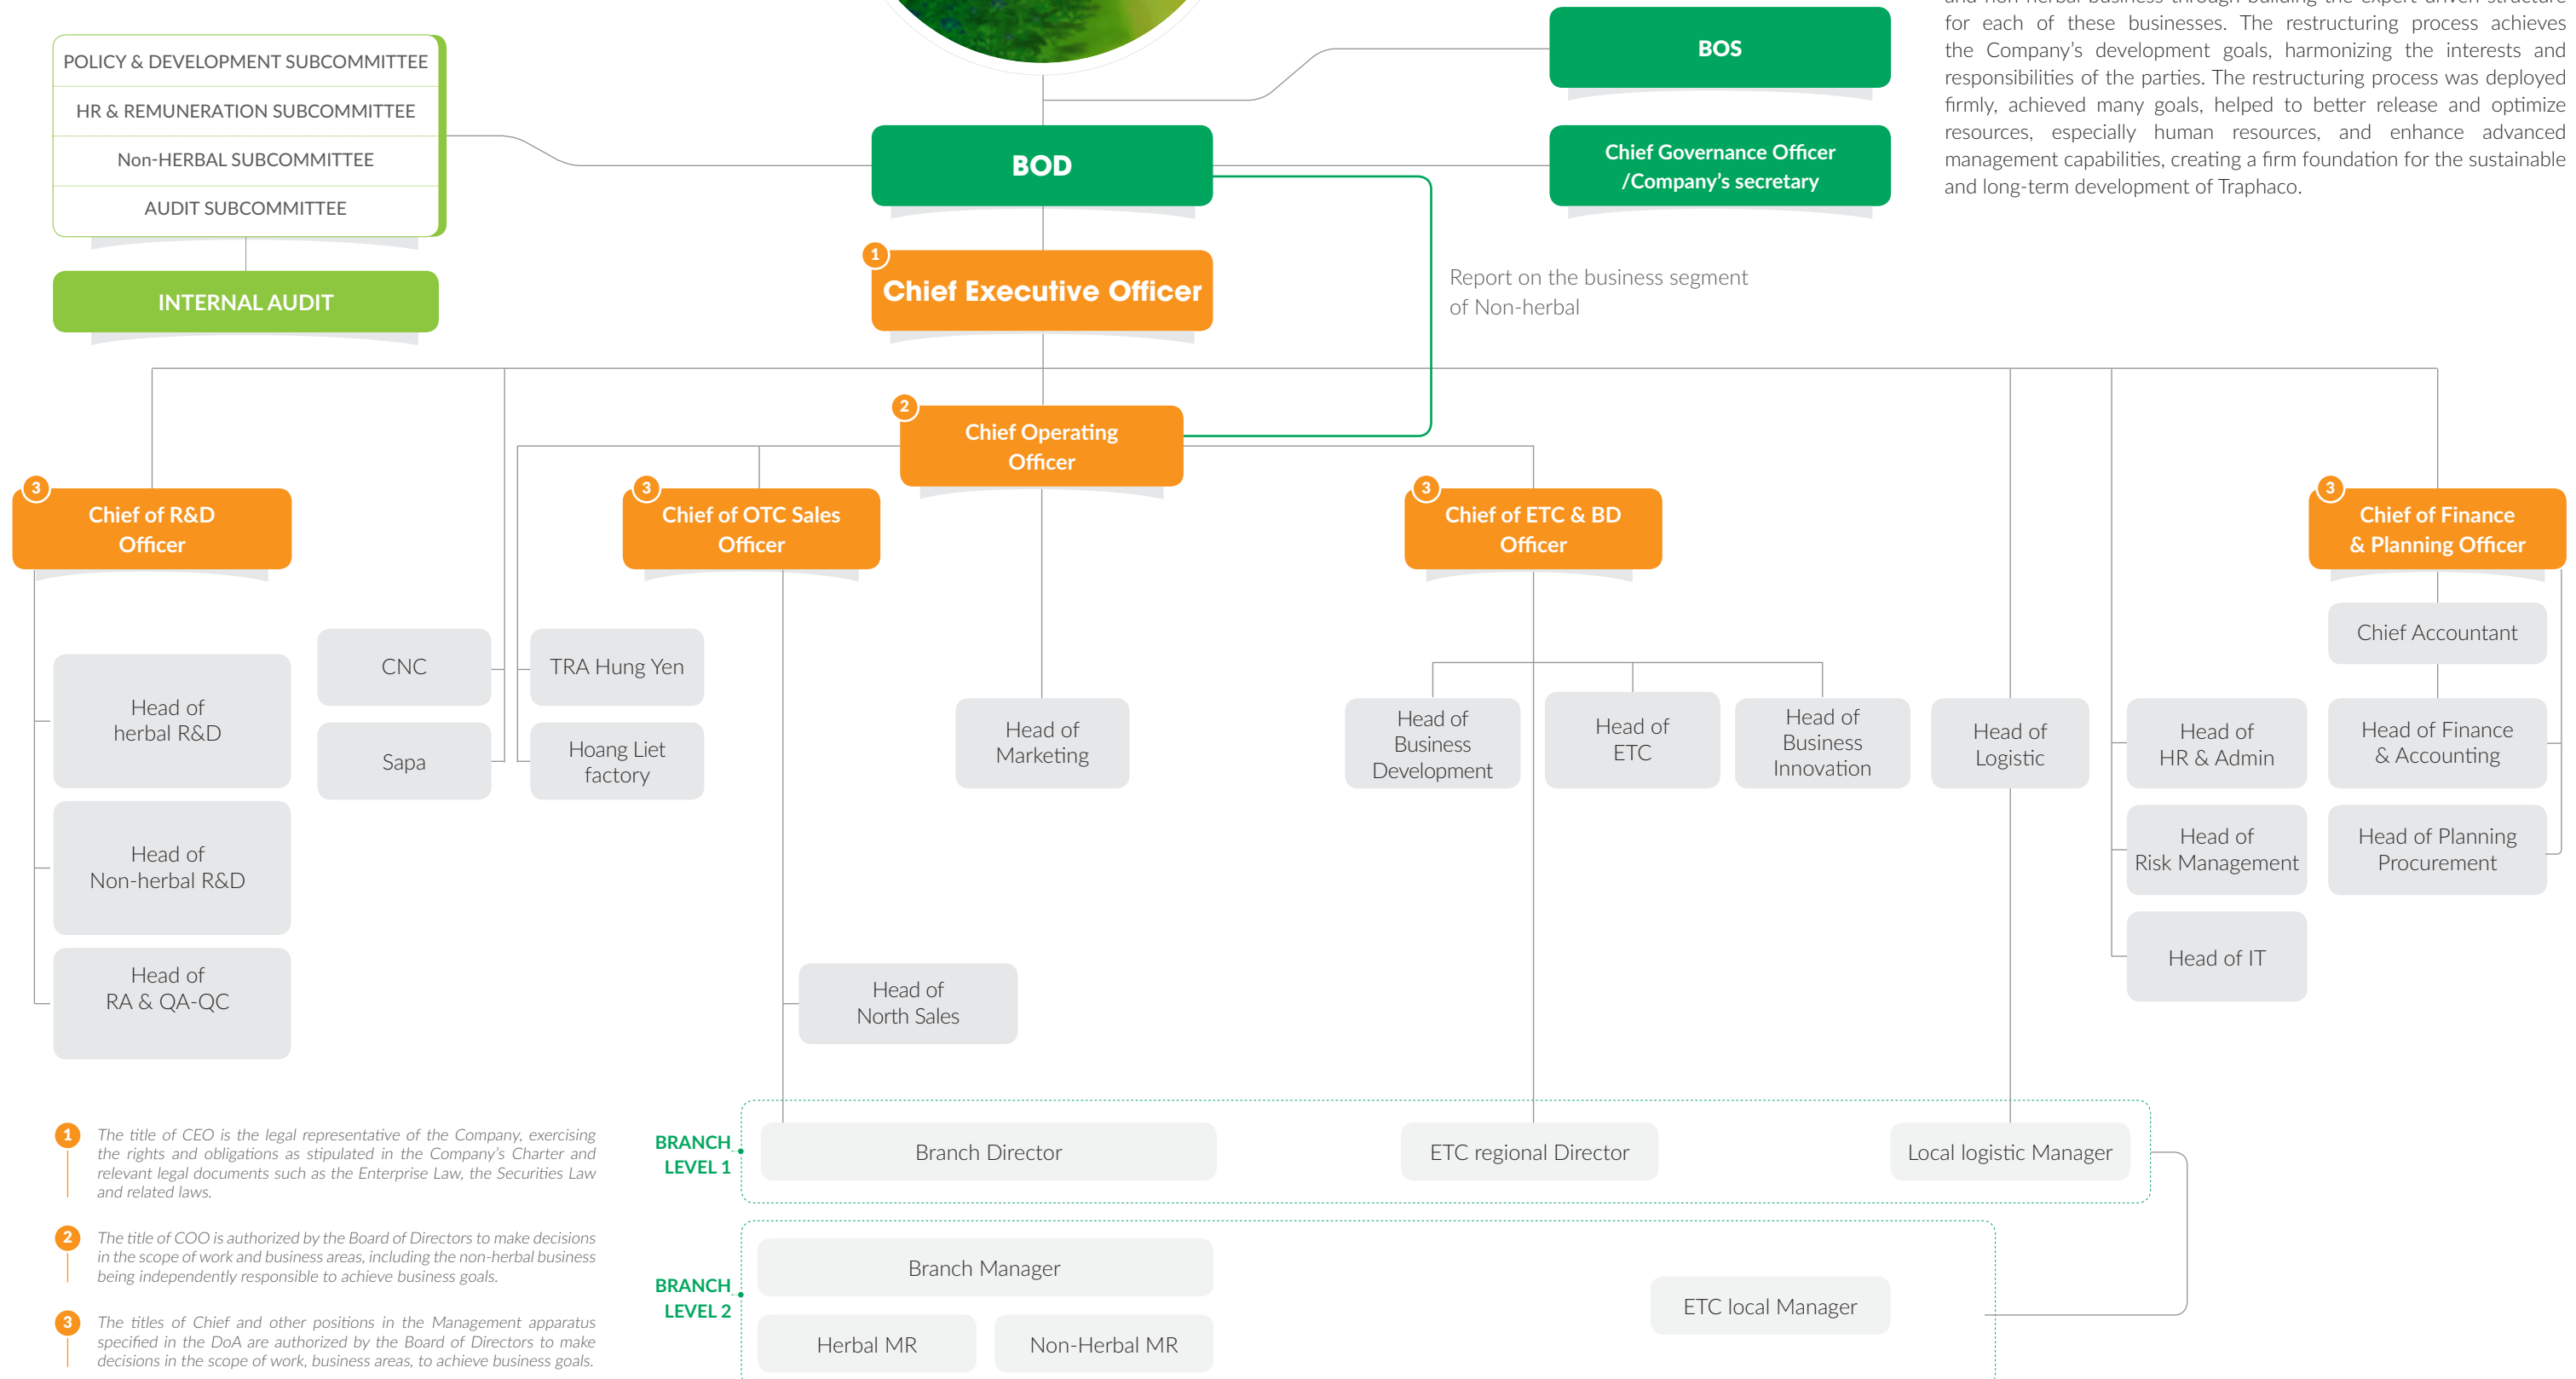 and non-herbal business through building the expert-driven structure
for each of these businesses. The restructuring process achieves
the Company's development goals, harmonizing the interests and
responsibilities of the parties. The restructuring process was deployed
firmly, achieved many goals, helped to better release and optimize
resources, especially human resources, and enhance advanced
management capabilities, creating a firm foundation for the sustainable
and long-term development of Traphaco.
POLICY & DEVELOPMENT SUBCOMMITTEE
HR & REMUNERATION SUBCOMMITTEE
Non-HERBAL SUBCOMMITTEE
AUDIT SUBCOMMITTEE
INTERNAL AUDIT
BOS
BOD
Chief Governance Officer
/Company's secretary
1
Chief Executive Officer
Report on the business segment
of Non-herbal
2
Chief Operating
Officer
3
Chief of R&D
Officer
3
Chief of OTC Sales
Officer
3
Chief of ETC & BD
Officer
3
Chief of Finance
& Planning Officer
Head of
herbal R&D
Head of
Non-herbal R&D
Head of
RA & QA-QC
CNC
Sapa
TRA Hung Yen
Hoang Liet
factory
Head of
North Sales
Head of
Marketing
Head of
Business
Development
Head of
ETC
Head of
Business
Innovation
Head of
Logistic
Head of
HR & Admin
Head of
Risk Management
Head of IT
Chief Accountant
Head of Finance
& Accounting
Head of Planning
Procurement
1
The title of CEO is the legal representative of the Company, exercising
the rights and obligations as stipulated in the Company's Charter and
relevant legal documents such as the Enterprise Law, the Securities Law
and related laws.
2
The title of COO is authorized by the Board of Directors to make decisions
in the scope of work and business areas, including the non-herbal business
being independently responsible to achieve business goals.
3
The titles of Chief and other positions in the Management apparatus
specified in the DoA are authorized by the Board of Directors to make
decisions in the scope of work, business areas, to achieve business goals.
BRANCH
LEVEL 1
Branch Director
ETC regional Director
Local logistic Manager
BRANCH
LEVEL 2
Branch Manager
Herbal MR
Non-Herbal MR
ETC local Manager